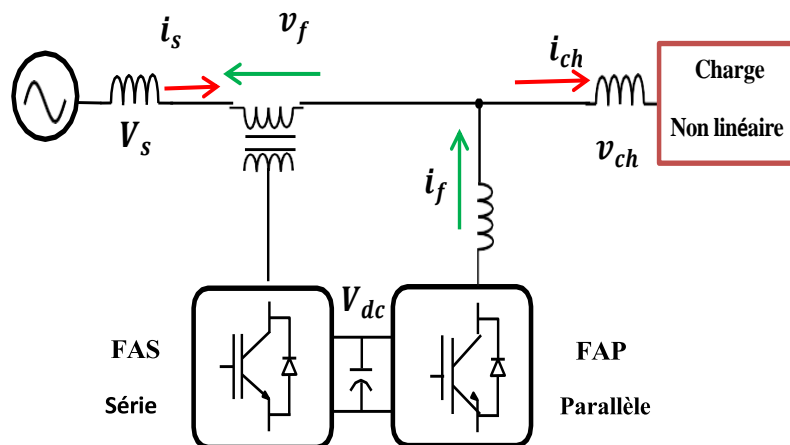 i_s
v_f
i_ch
Charge
Non linéaire
V_s
v_ch
i_f
V_dc
FAS
Série
FAP
Parallèle